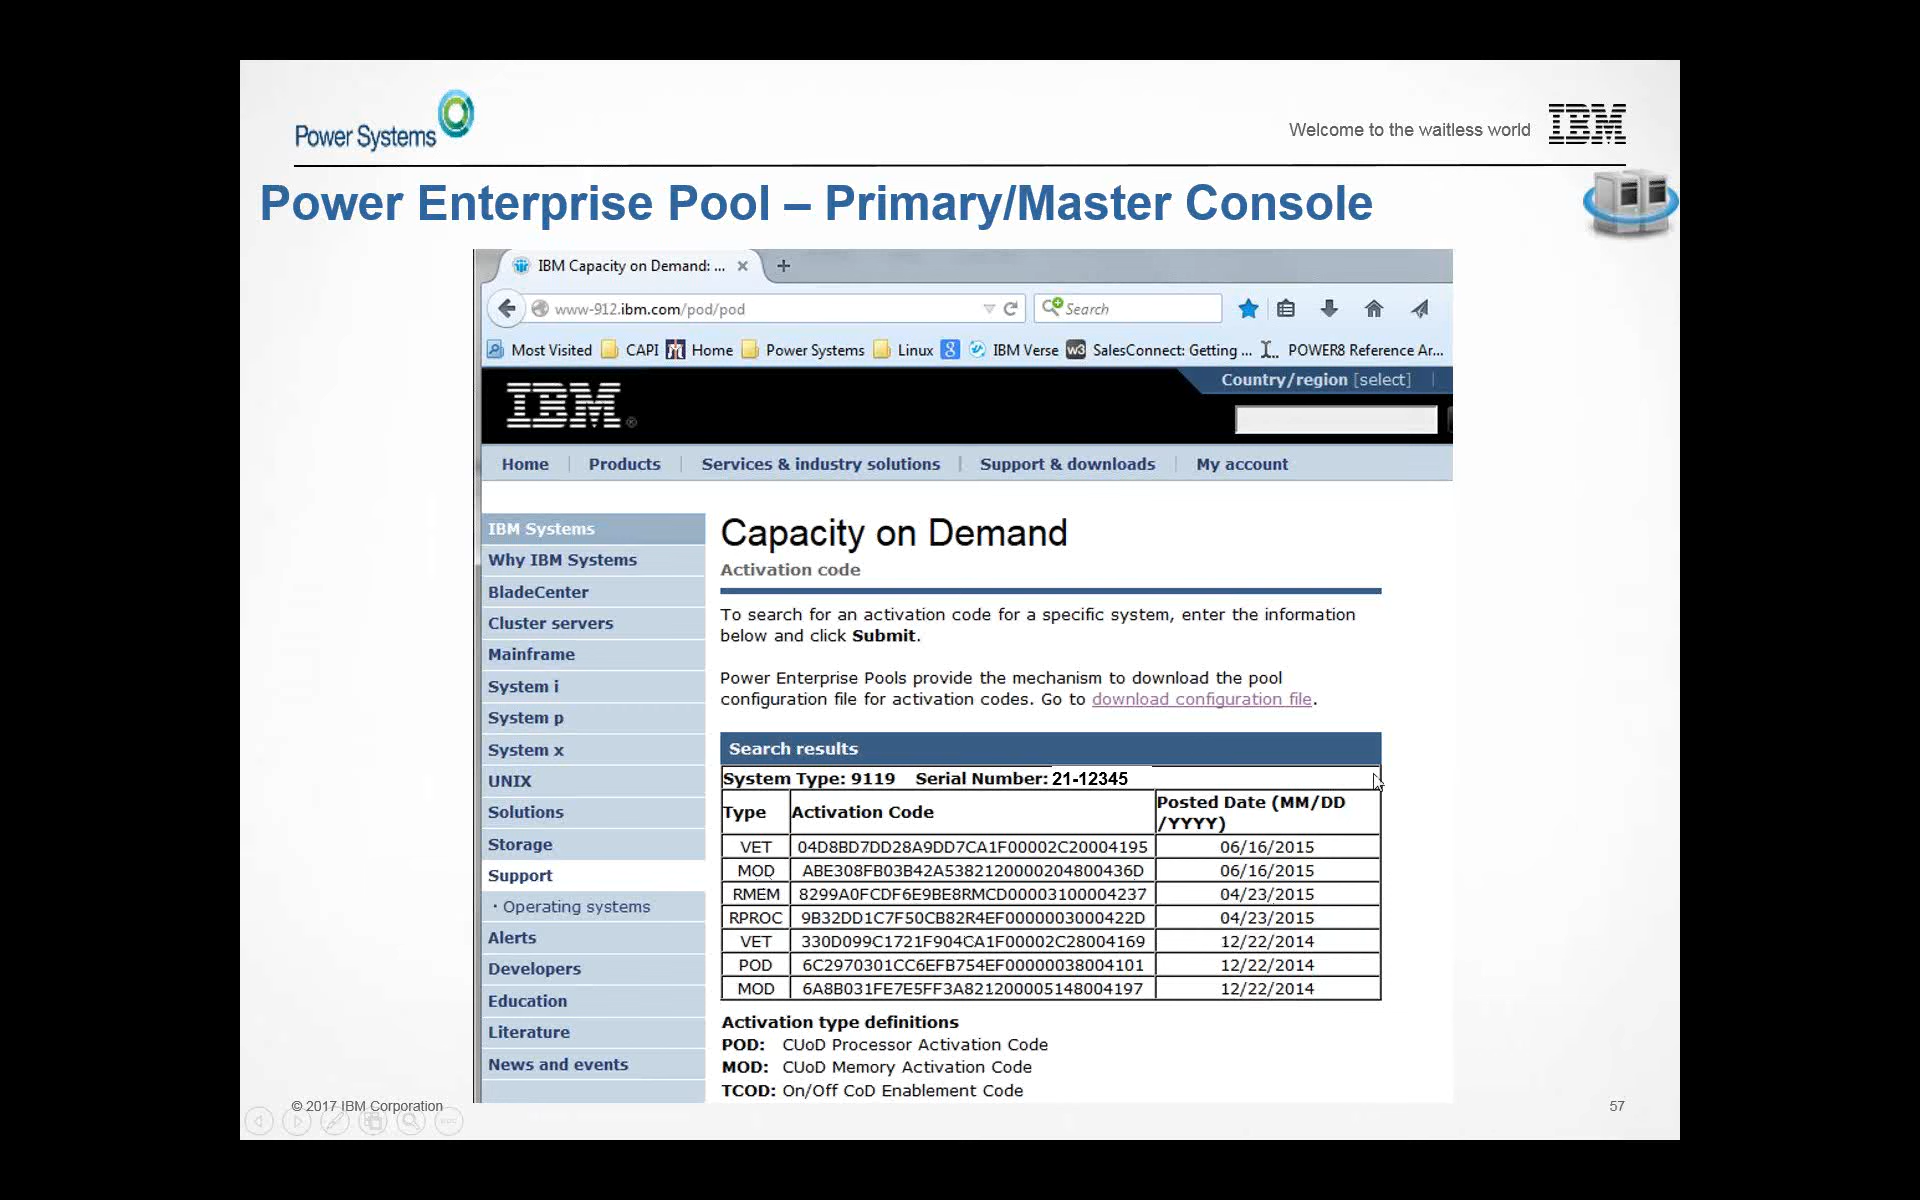 Power Systems
Welcome to the waitless world
IBM
Power Enterprise Pool – Primary/Master Console
IBM Capacity on Demand: ...
www-912.ibm.com/pod/pod
Search
Most Visited CAPI Home Power Systems Linux IBM Verse w3 SalesConnect: Getting ... POWER8 Reference Ar...
Country/region [select]
IBM®
Home Products Services & industry solutions Support & downloads My account
IBM Systems
Why IBM Systems
BladeCenter
Cluster servers
Mainframe
System i
System p
System x
UNIX
Solutions
Storage
Support
· Operating systems
Alerts
Developers
Education
Literature
News and events
Capacity on Demand
Activation code
To search for an activation code for a specific system, enter the information
below and click Submit.
Power Enterprise Pools provide the mechanism to download the pool
configuration file for activation codes. Go to download configuration file.
Search results
System Type: 9119 Serial Number: 21-12345
Type Activation Code Posted Date (MM/DD
/YYYY)
VET 04D8BD7DD28A9DD7CA1F00002C20004195 06/16/2015
MOD ABE308FB03B42A5382120000204800436D 06/16/2015
RMEM 8299A0FCDF6E9BE8RMCD00003100004237 04/23/2015
RPROC 9B32DD1C7F50CB82R4EF0000003000422D 04/23/2015
VET 330D099C1721F904CA1F00002C28004169 12/22/2014
POD 6C2970301CC6EFB754EF00000038004101 12/22/2014
MOD 6A8B031FE7E5FF3A821200005148004197 12/22/2014
Activation type definitions
POD: CUoD Processor Activation Code
MOD: CUoD Memory Activation Code
TCOD: On/Off CoD Enablement Code
© 2017 IBM Corporation
57